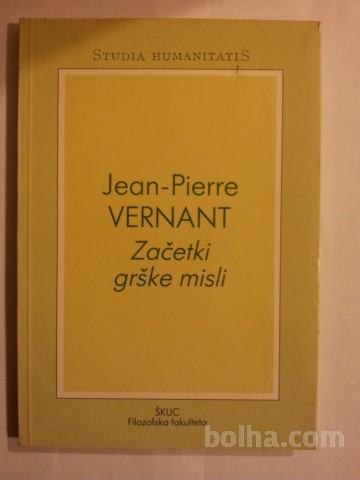 STUDIA HUMANITATIS
Jean-Pierre
VERNANT
Začetki
grške misli
ŠKUC
Filozofska fakulteta
bolha.com